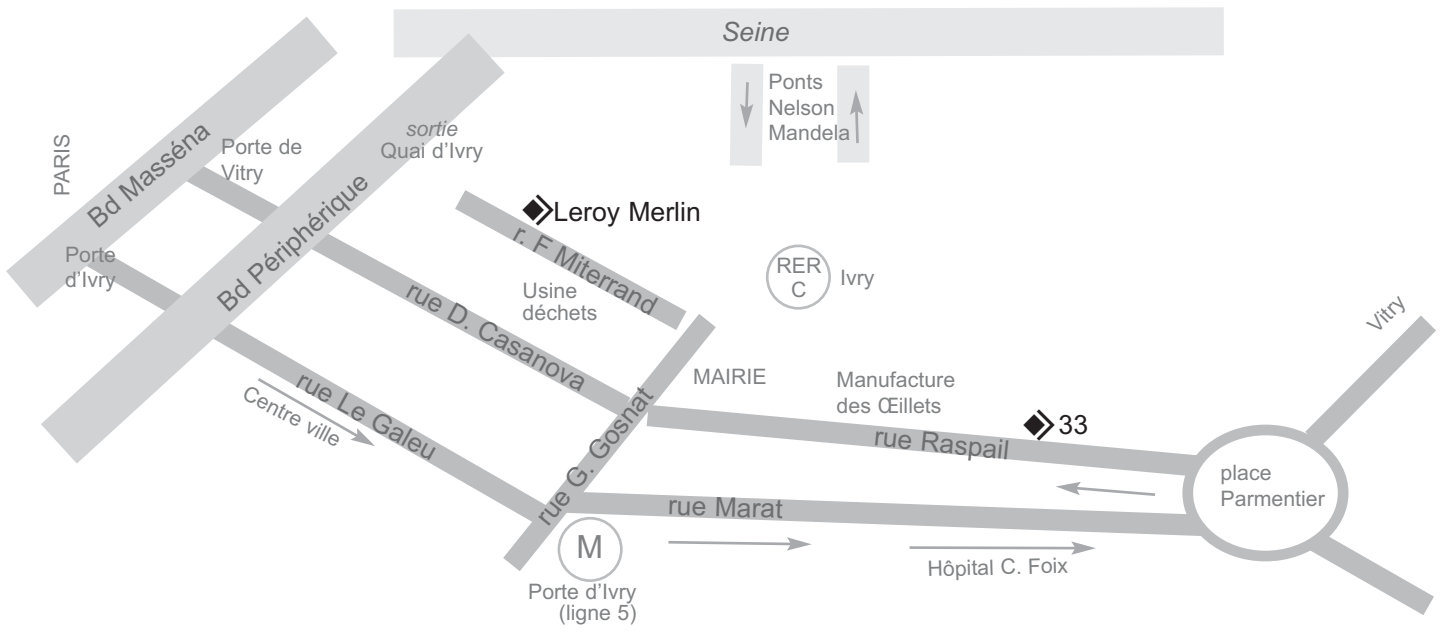 Seine
Ponts
Nelson
Mandela
PARIS
Bd Masséna
Porte de
Vitry
sortie
Quai d'Ivry
Bd Périphérique
Porte
d'Ivry
Leroy Merlin
r. F Miterrand
Usine
déchets
RER
C
Ivry
Vitry
rue D. Casanova
MAIRIE
Manufacture
des Œillets
33
rue Raspail
rue Le Galeu
Centre ville
rue G. Gosnat
rue Marat
place
Parmentier
M
Porte d'Ivry
(ligne 5)
Hôpital C. Foix